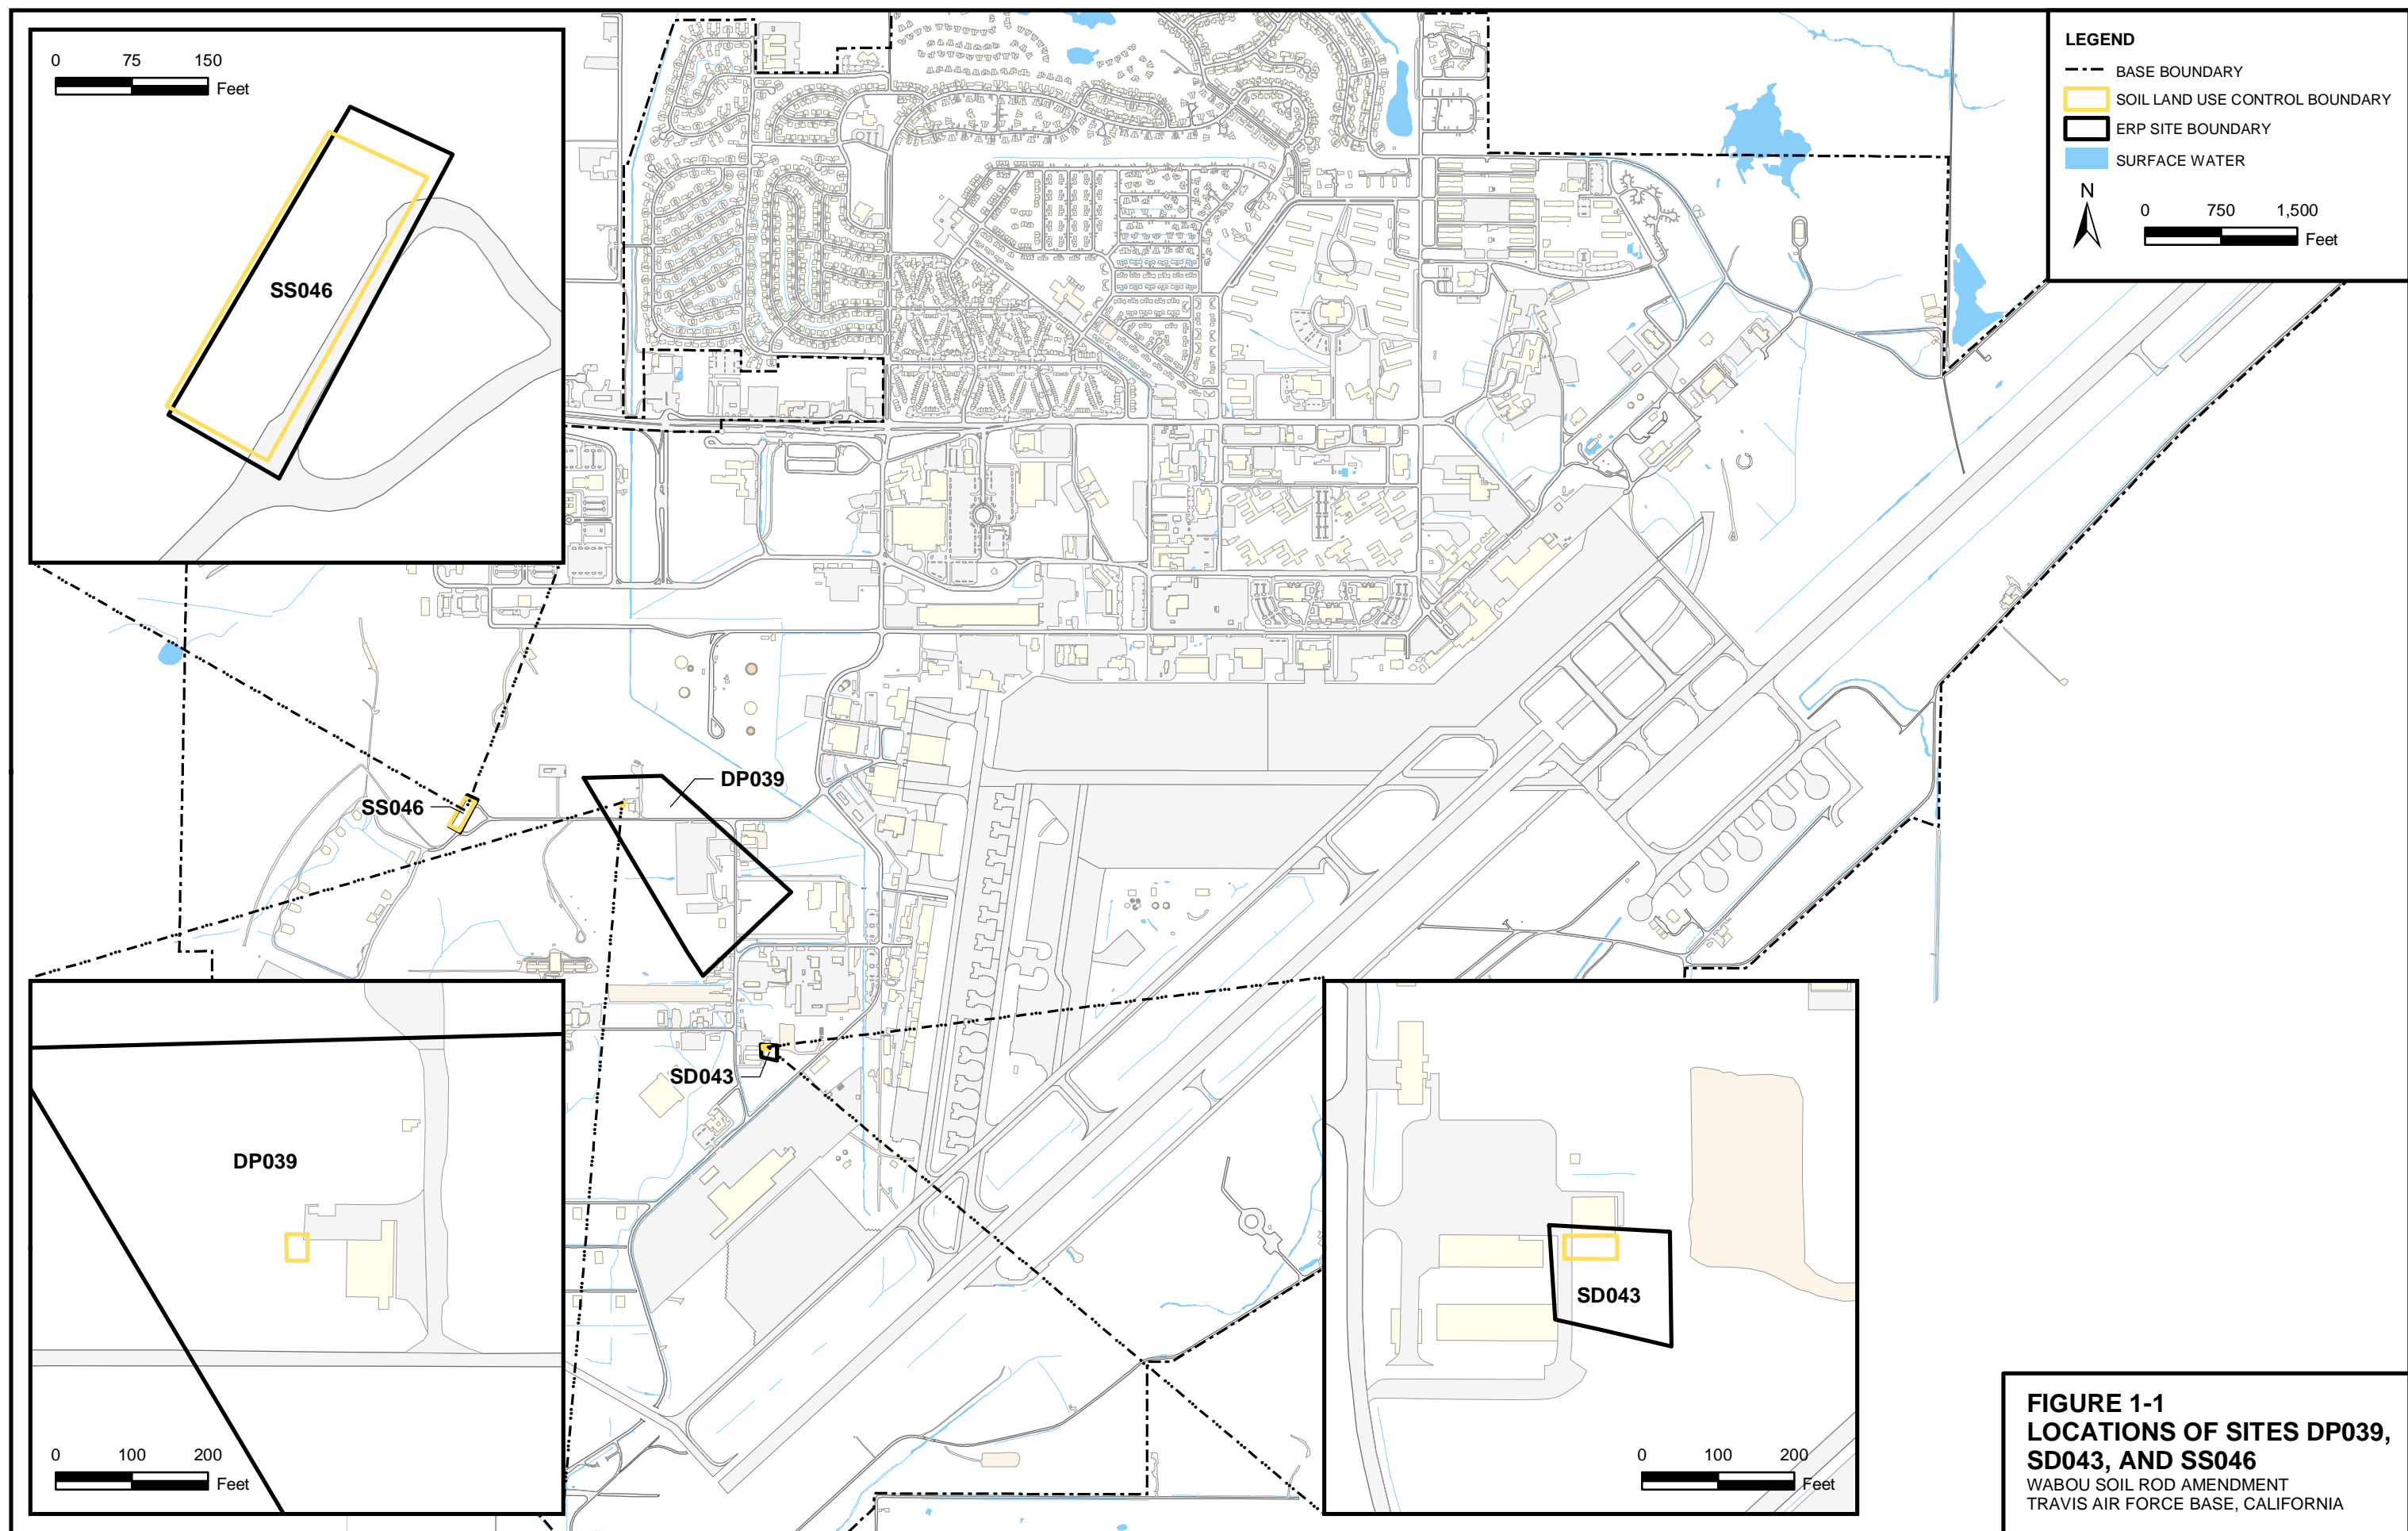 0 75 150
Feet
SS046
LEGEND
BASE BOUNDARY
SOIL LAND USE CONTROL BOUNDARY
ERP SITE BOUNDARY
SURFACE WATER
N
0 750 1,500
Feet
DP039
SS046
SD043
DP039
0 100 200
Feet
SD043
0 100 200
Feet
FIGURE 1-1
LOCATIONS OF SITES DP039,
SD043, AND SS046
WABOU SOIL ROD AMENDMENT
TRAVIS AIR FORCE BASE, CALIFORNIA